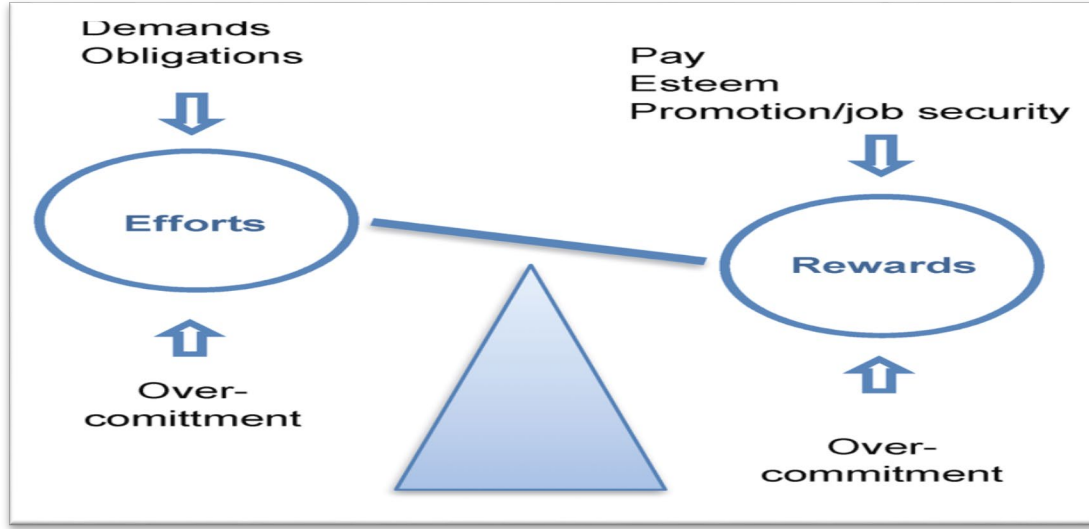 Demands
Obligations
Pay
Esteem
Promotion/job security
Efforts
Rewards
Over-
comittment
Over-
commitment